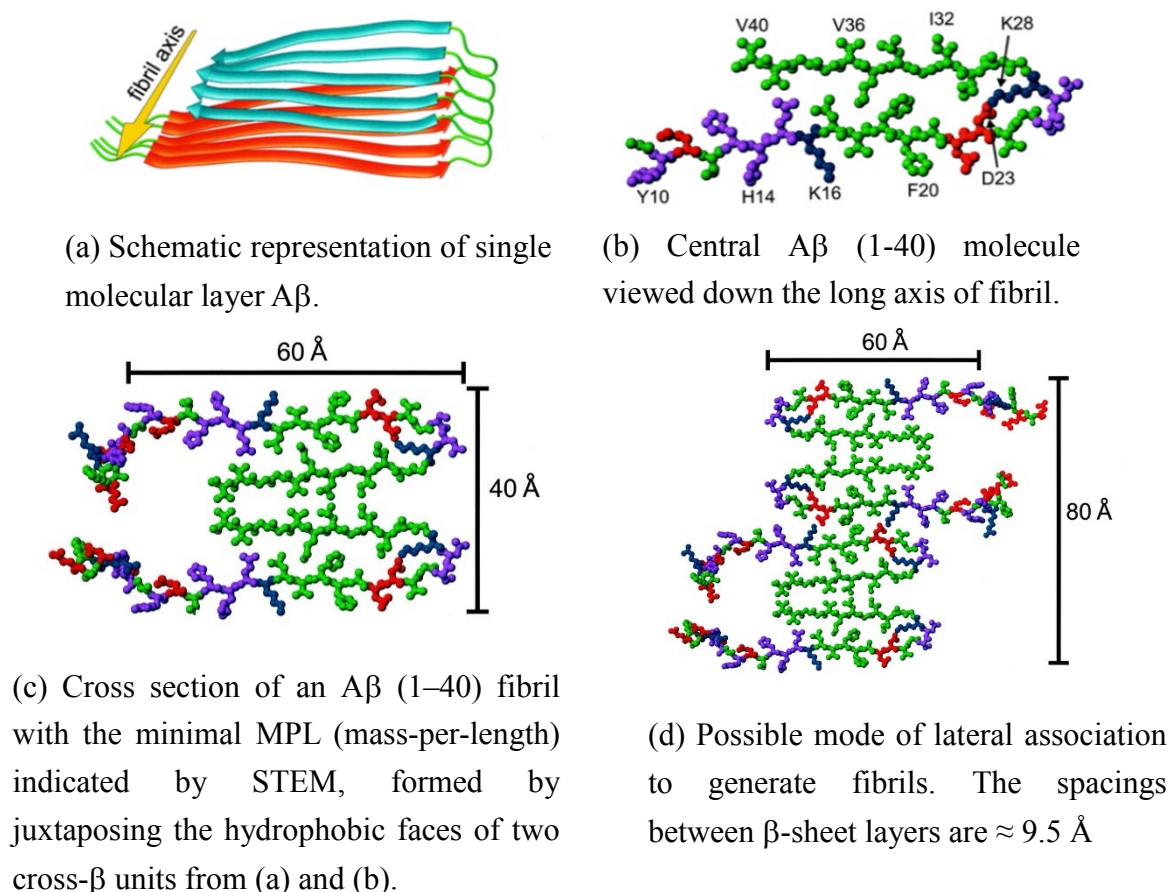 fibril axis
V40 V36 I32 K28
Y10 H14 K16 F20 D23
(a) Schematic representation of single
molecular layer Aβ.
(b) Central Aβ (1-40) molecule
viewed down the long axis of fibril.
60 Å
40 Å
60 Å
80 Å
(c) Cross section of an Aβ (1–40) fibril
with the minimal MPL (mass-per-length)
indicated by STEM, formed by
juxtaposing the hydrophobic faces of two
cross-β units from (a) and (b).
(d) Possible mode of lateral association
to generate fibrils. The spacings
between β-sheet layers are ≈ 9.5 Å